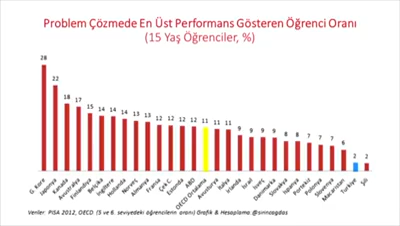 Problem Çözmede En Üst Performans Gösteren Öğrenci Oranı
(15 Yaş Öğrenciler, %)
28 22 18 17 15 14 14 14 13 13 12 12 12 12 11 11 11 9 9 9 9 8 8 7 7 7 6 2 2
G. Kore
Japonya
Kanada
Avustralya
Finlandiya
Belçika
İngiltere
Hollanda
Norveç
Almanya
Fransa
Çek C.
Estonda
ABD
OECD Ortalama
Avusturya
İtalya
İrlanda
İsrail
İsveç
Danimarka
Slovakya
İspanya
Portekiz
Polonya
Slovenya
Macaristan
Türkiye
Şili
Veriler: PISA 2012, OECD (5 ve 6. seviyedeki öğrencilerin oranı) Grafik & Hesaplama @sirincagdas